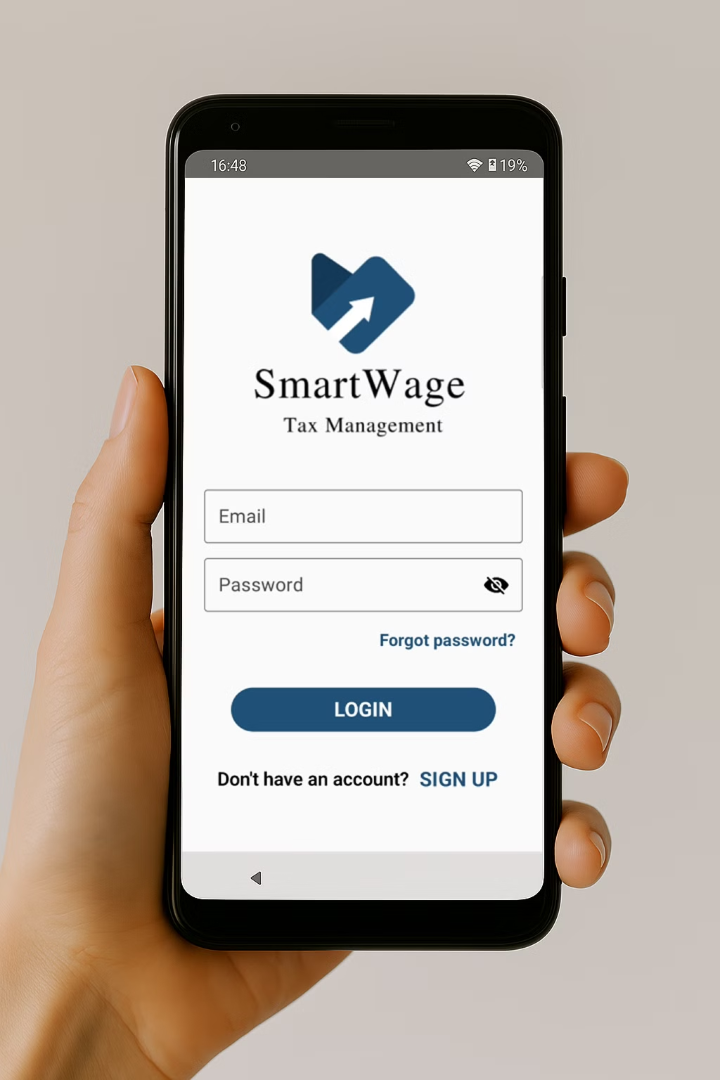 16:48 19%
SmartWage
Tax Management
Email
Password
Forgot password?
LOGIN
Don't have an account? SIGN UP